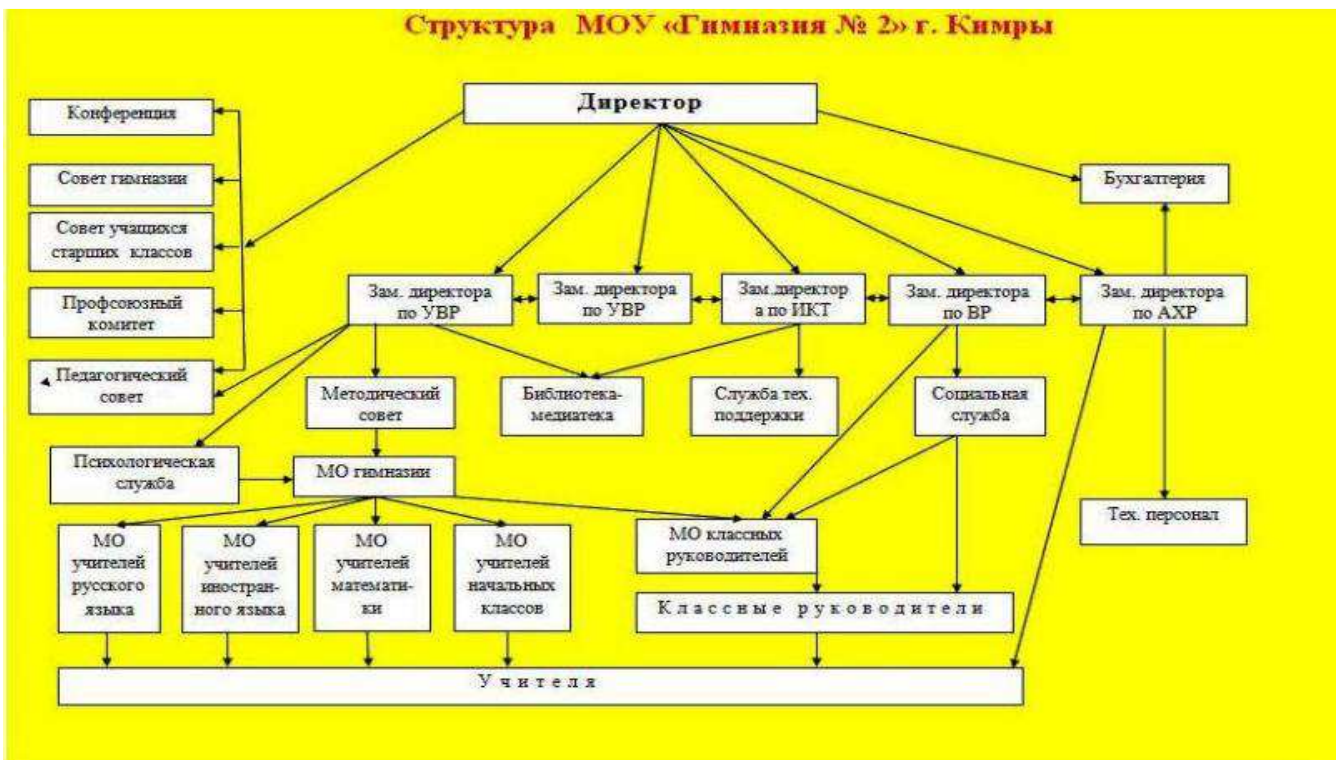 Структура МОУ «Гимназия № 2» г. Кимры
Директор
Конференция
Совет гимназии
Совет учащихся
старших классов
Профсоюзный
комитет
Педагогический
совет
Бухгалтерия
Зам. директора
по УВР
Зам. директора
по УВР
Зам.директор
а по ИКТ
Зам. директора
по ВР
Зам. директора
по АХР
Методический
совет
Библиотека-
медиатека
Служба тех.
поддержки
Социальная
служба
Психологическая
служба
МО гимназии
Тех. персонал
МО
учителей
русского
языка
МО
учителей
иностран-
ного языка
МО
учителей
математи-
ки
МО
учителей
начальных
классов
МО классных
руководителей
Классные руководители
Учителя